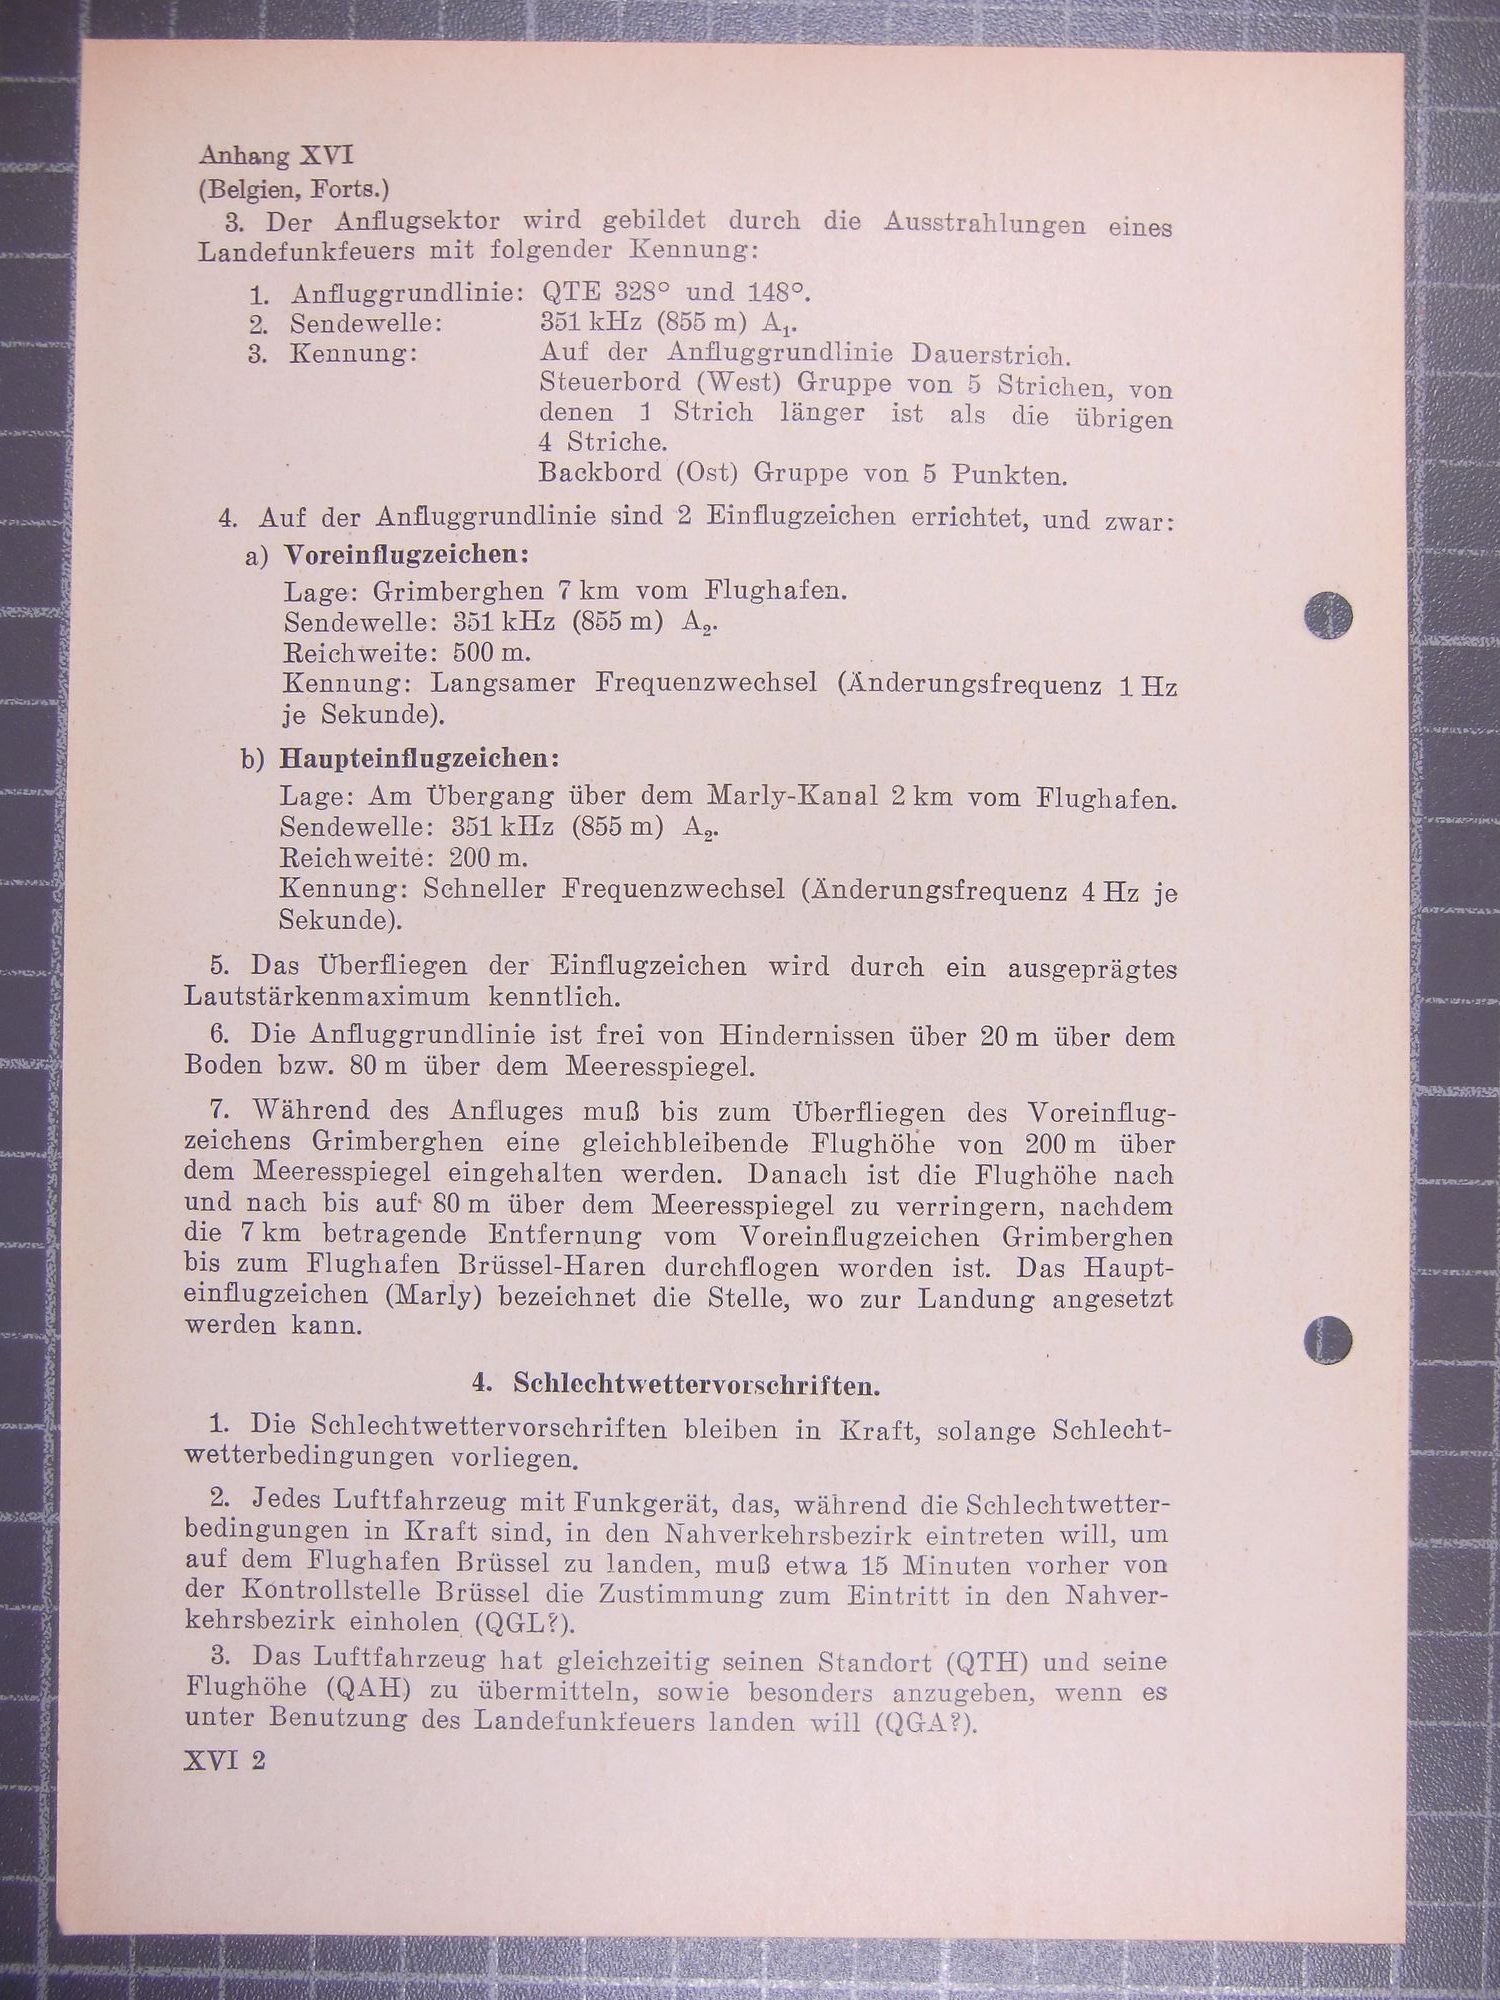 Anhang XVI
(Belgien, Forts.)
3. Der Anflugsektor wird gebildet durch die Ausstrahlungen eines
Landefunkfeuers mit folgender Kennung:
1. Anfluggrundlinie: QTE 328° und 148°.
2. Sendewelle: 351 kHz (855 m) A₁.
3. Kennung: Auf der Anfluggrundlinie Dauerstrich.
Steuerbord (West) Gruppe von 5 Strichen, von
denen 1 Strich länger ist als die übrigen
4 Striche.
Backbord (Ost) Gruppe von 5 Punkten.
4. Auf der Anfluggrundlinie sind 2 Einflugzeichen errichtet, und zwar:
a) Voreinflugzeichen:
Lage: Grimberghen 7 km vom Flughafen.
Sendewelle: 351 kHz (855 m) A₂.
Reichweite: 500 m.
Kennung: Langsamer Frequenzwechsel (Änderungsfrequenz 1 Hz
je Sekunde).
b) Haupteinflugzeichen:
Lage: Am Übergang über dem Marly-Kanal 2 km vom Flughafen.
Sendewelle: 351 kHz (855 m) A₂.
Reichweite: 200 m.
Kennung: Schneller Frequenzwechsel (Änderungsfrequenz 4 Hz je
Sekunde).
5. Das Überfliegen der Einflugzeichen wird durch ein ausgeprägtes
Lautstärkenmaximum kenntlich.
6. Die Anfluggrundlinie ist frei von Hindernissen über 20 m über dem
Boden bzw. 80 m über dem Meeresspiegel.
7. Während des Anfluges muß bis zum Überfliegen des Voreinflug-
zeichens Grimberghen eine gleichbleibende Flughöhe von 200 m über
dem Meeresspiegel eingehalten werden. Danach ist die Flughöhe nach
und nach bis auf 80 m über dem Meeresspiegel zu verringern, nachdem
die 7 km betragende Entfernung vom Voreinflugzeichen Grimberghen
bis zum Flughafen Brüssel-Haren durchflogen worden ist. Das Haupt-
einflugzeichen (Marly) bezeichnet die Stelle, wo zur Landung angesetzt
werden kann.
4. Schlechtwettervorschriften.
1. Die Schlechtwettervorschriften bleiben in Kraft, solange Schlecht-
wetterbedingungen vorliegen.
2. Jedes Luftfahrzeug mit Funkgerät, das, während die Schlechtwetter-
bedingungen in Kraft sind, in den Nahverkehrsbezirk eintreten will, um
auf dem Flughafen Brüssel zu landen, muß etwa 15 Minuten vorher von
der Kontrollstelle Brüssel die Zustimmung zum Eintritt in den Nahver-
kehrsbezirk einholen (QGL?).
3. Das Luftfahrzeug hat gleichzeitig seinen Standort (QTH) und seine
Flughöhe (QAH) zu übermitteln, sowie besonders anzugeben, wenn es
unter Benutzung des Landefunkfeuers landen will (QGA?).
XVI 2